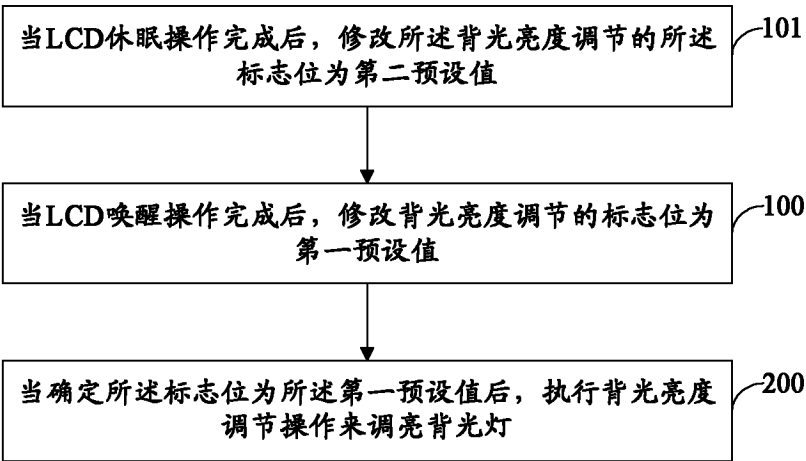 当LCD休眠操作完成后，修改所述背光亮度调节的所述
标志位为第二预设值
101
当LCD唤醒操作完成后，修改背光亮度调节的标志位为
第一预设值
100
当确定所述标志位为所述第一预设值后，执行背光亮度
调节操作来调亮背光灯
200